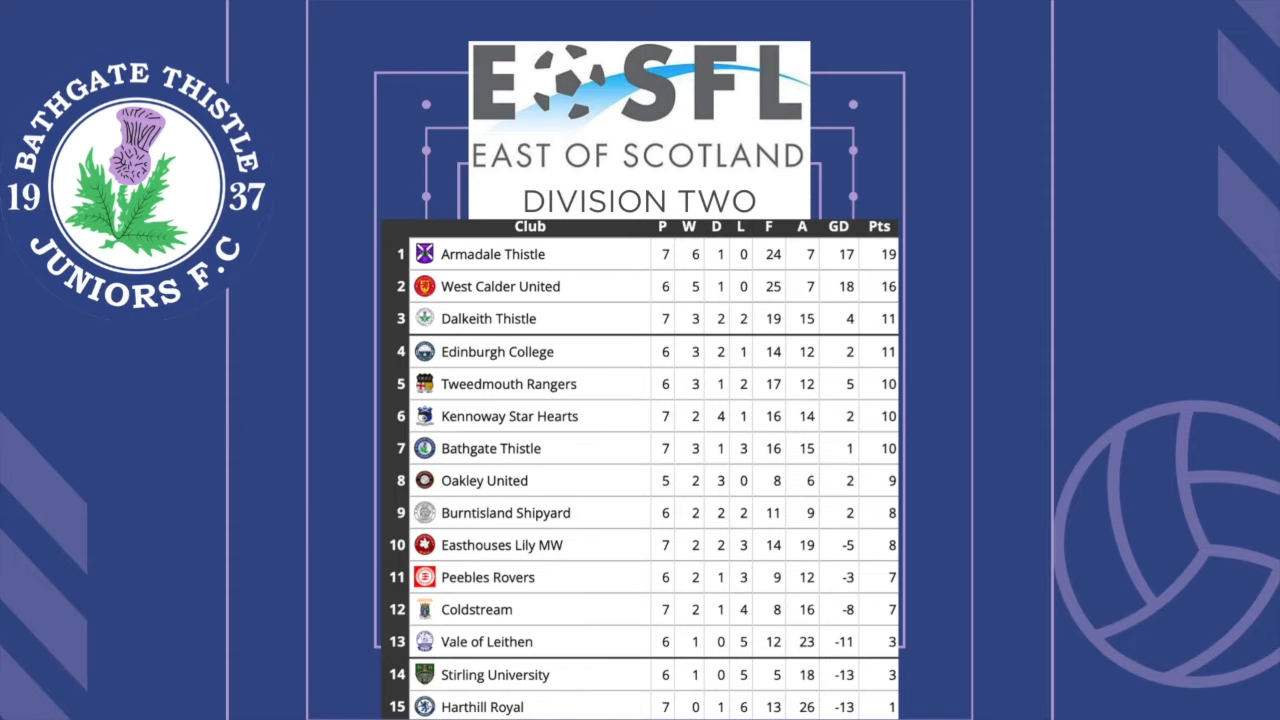 BATHGATE THISTLE
19 37
JUNIORS F.C
EOSFL
EAST OF SCOTLAND
DIVISION TWO
Club P W D L F A GD Pts
1 Armadale Thistle 7 6 1 0 24 7 17 19
2 West Calder United 6 5 1 0 25 7 18 16
3 Dalkeith Thistle 7 3 2 2 19 15 4 11
4 Edinburgh College 6 3 2 1 14 12 2 11
5 Tweedmouth Rangers 6 3 1 2 17 12 5 10
6 Kennoway Star Hearts 7 2 4 1 16 14 2 10
7 Bathgate Thistle 7 3 1 3 16 15 1 10
8 Oakley United 5 2 3 0 8 6 2 9
9 Burntisland Shipyard 6 2 2 2 11 9 2 8
10 Easthouses Lily MW 7 2 2 3 14 19 -5 8
11 Peebles Rovers 6 2 1 3 9 12 -3 7
12 Coldstream 7 2 1 4 8 16 -8 7
13 Vale of Leithen 6 1 0 5 12 23 -11 3
14 Stirling University 6 1 0 5 5 18 -13 3
15 Harthill Royal 7 0 1 6 13 26 -13 1